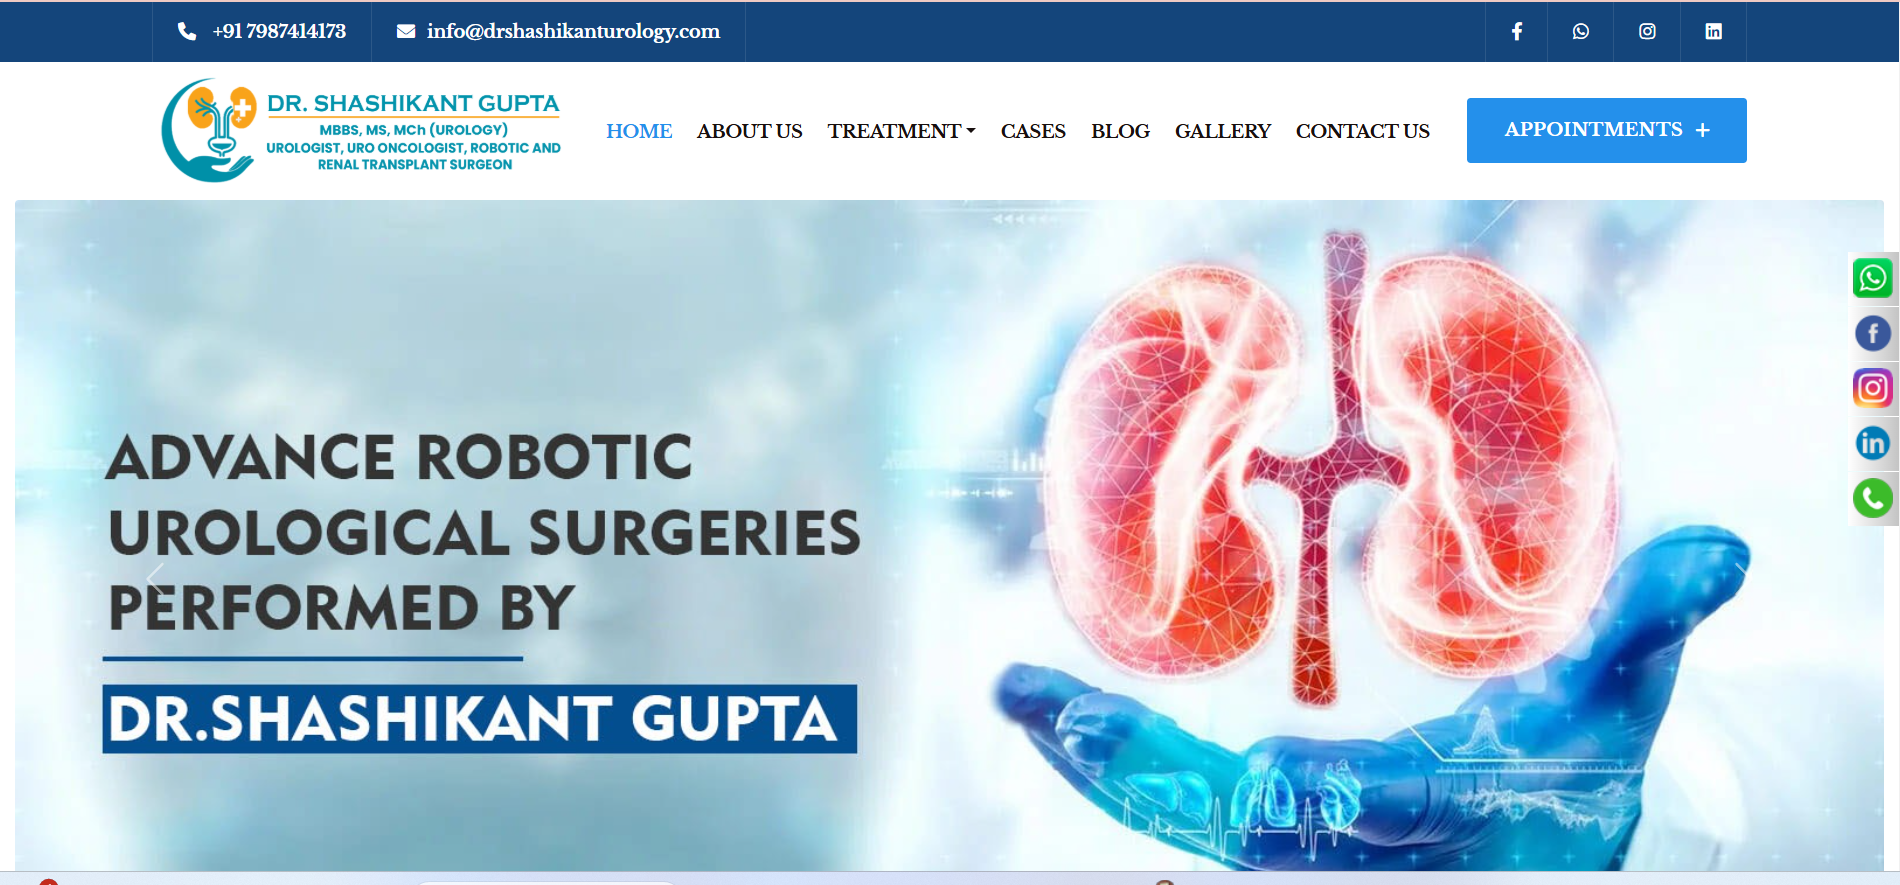 +91 7987414173
info@drshashikanturology.com
DR. SHASHIKANT GUPTA
MBBS, MS, MCh (UROLOGY)
UROLOGIST, URO ONCOLOGIST, ROBOTIC AND
RENAL TRANSPLANT SURGEON
HOME
ABOUT US
TREATMENT
CASES
BLOG
GALLERY
CONTACT US
APPOINTMENTS +
ADVANCE ROBOTIC
UROLOGICAL SURGERIES
PERFORMED BY
DR.SHASHIKANT GUPTA